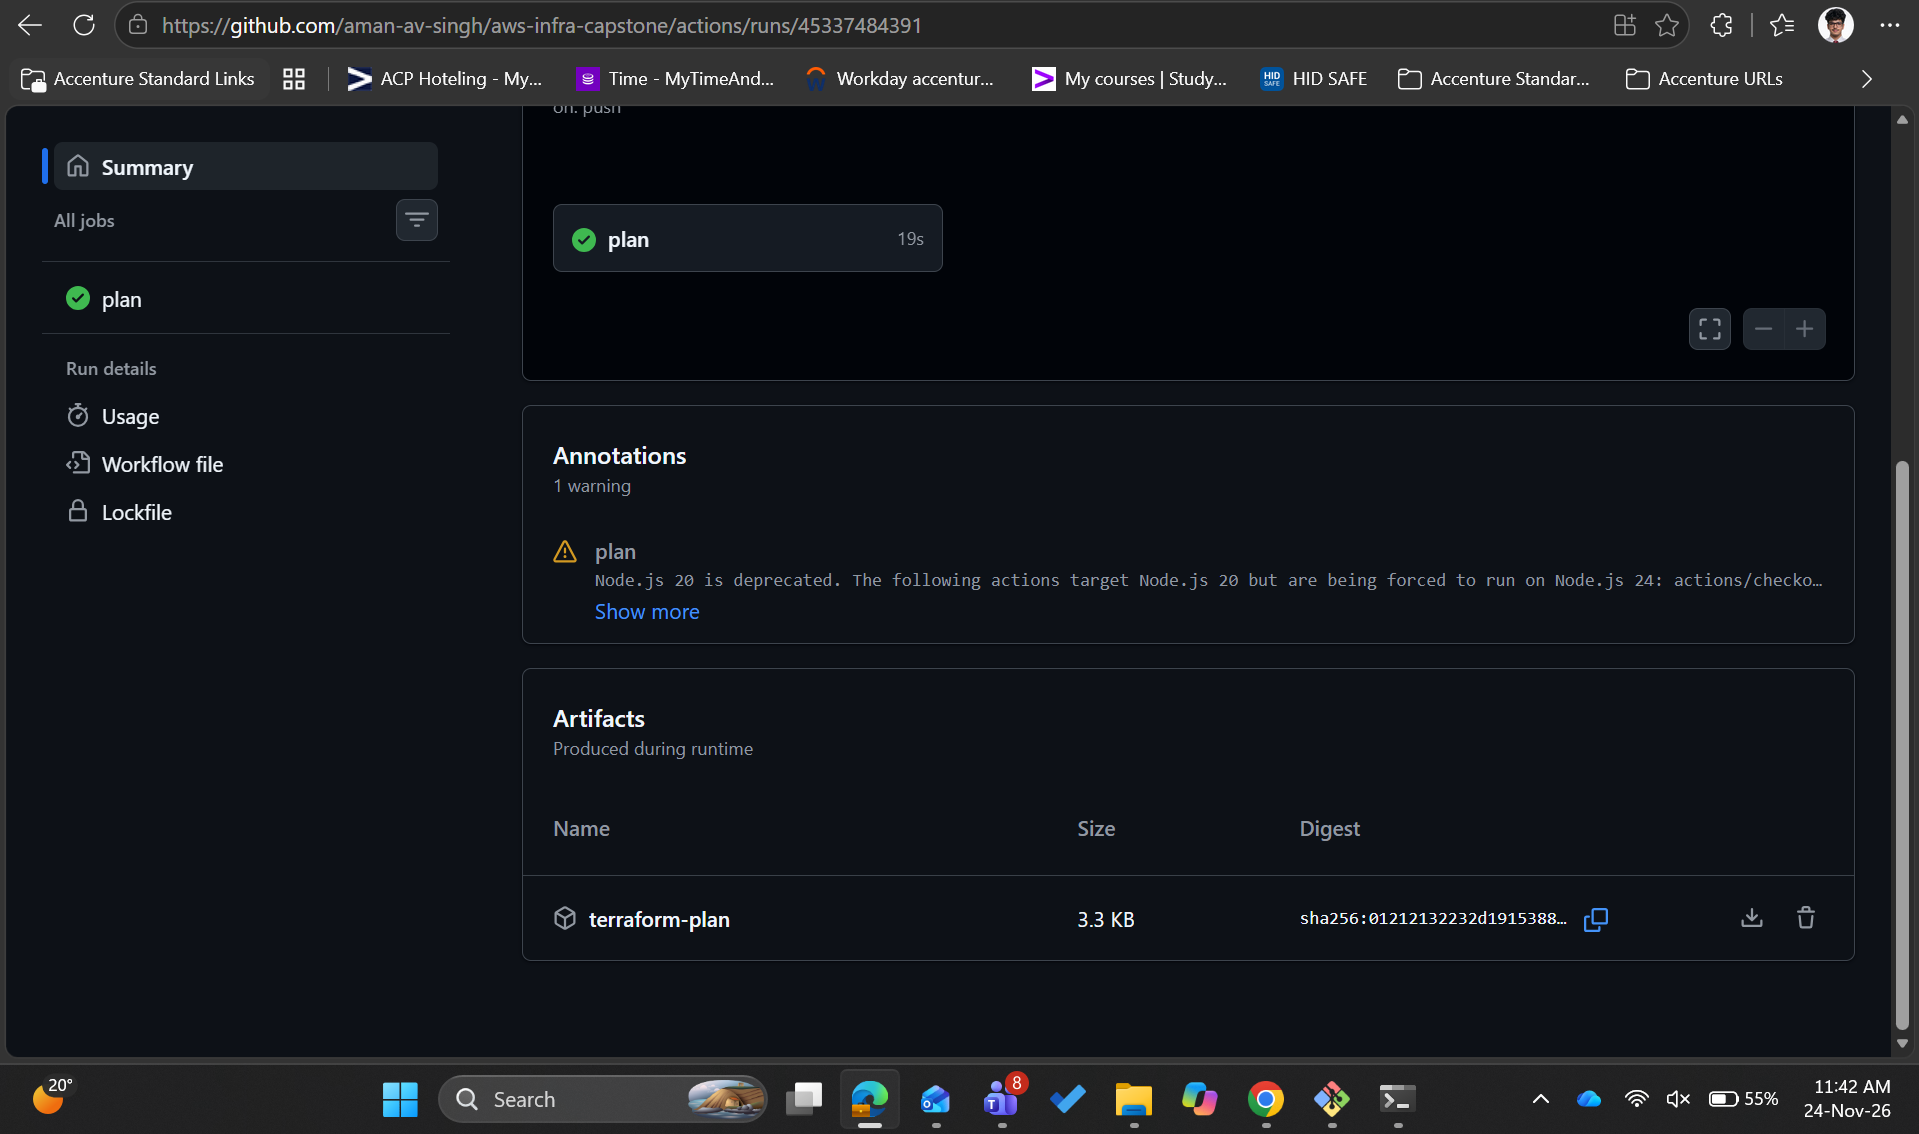 https://github.com/aman-av-singh/aws-infra-capstone/actions/runs/45337484391
Accenture Standard Links
ACP Hoteling - My...
Time - MyTimeAnd...
Workday accentur...
My courses | Study...
HID SAFE
HID SAFE
Accenture Standar...
Accenture URLs
on: push
Summary
All jobs
plan
Run details
Usage
Workflow file
Lockfile
plan
19s
Annotations
1 warning
plan
Node.js 20 is deprecated. The following actions target Node.js 20 but are being forced to run on Node.js 24: actions/checko…
Show more
Artifacts
Produced during runtime
Name
Size
Digest
terraform-plan
3.3 KB
sha256:01212132232d1915388…
20°
Search
8
55%
11:42 AM
24-Nov-26